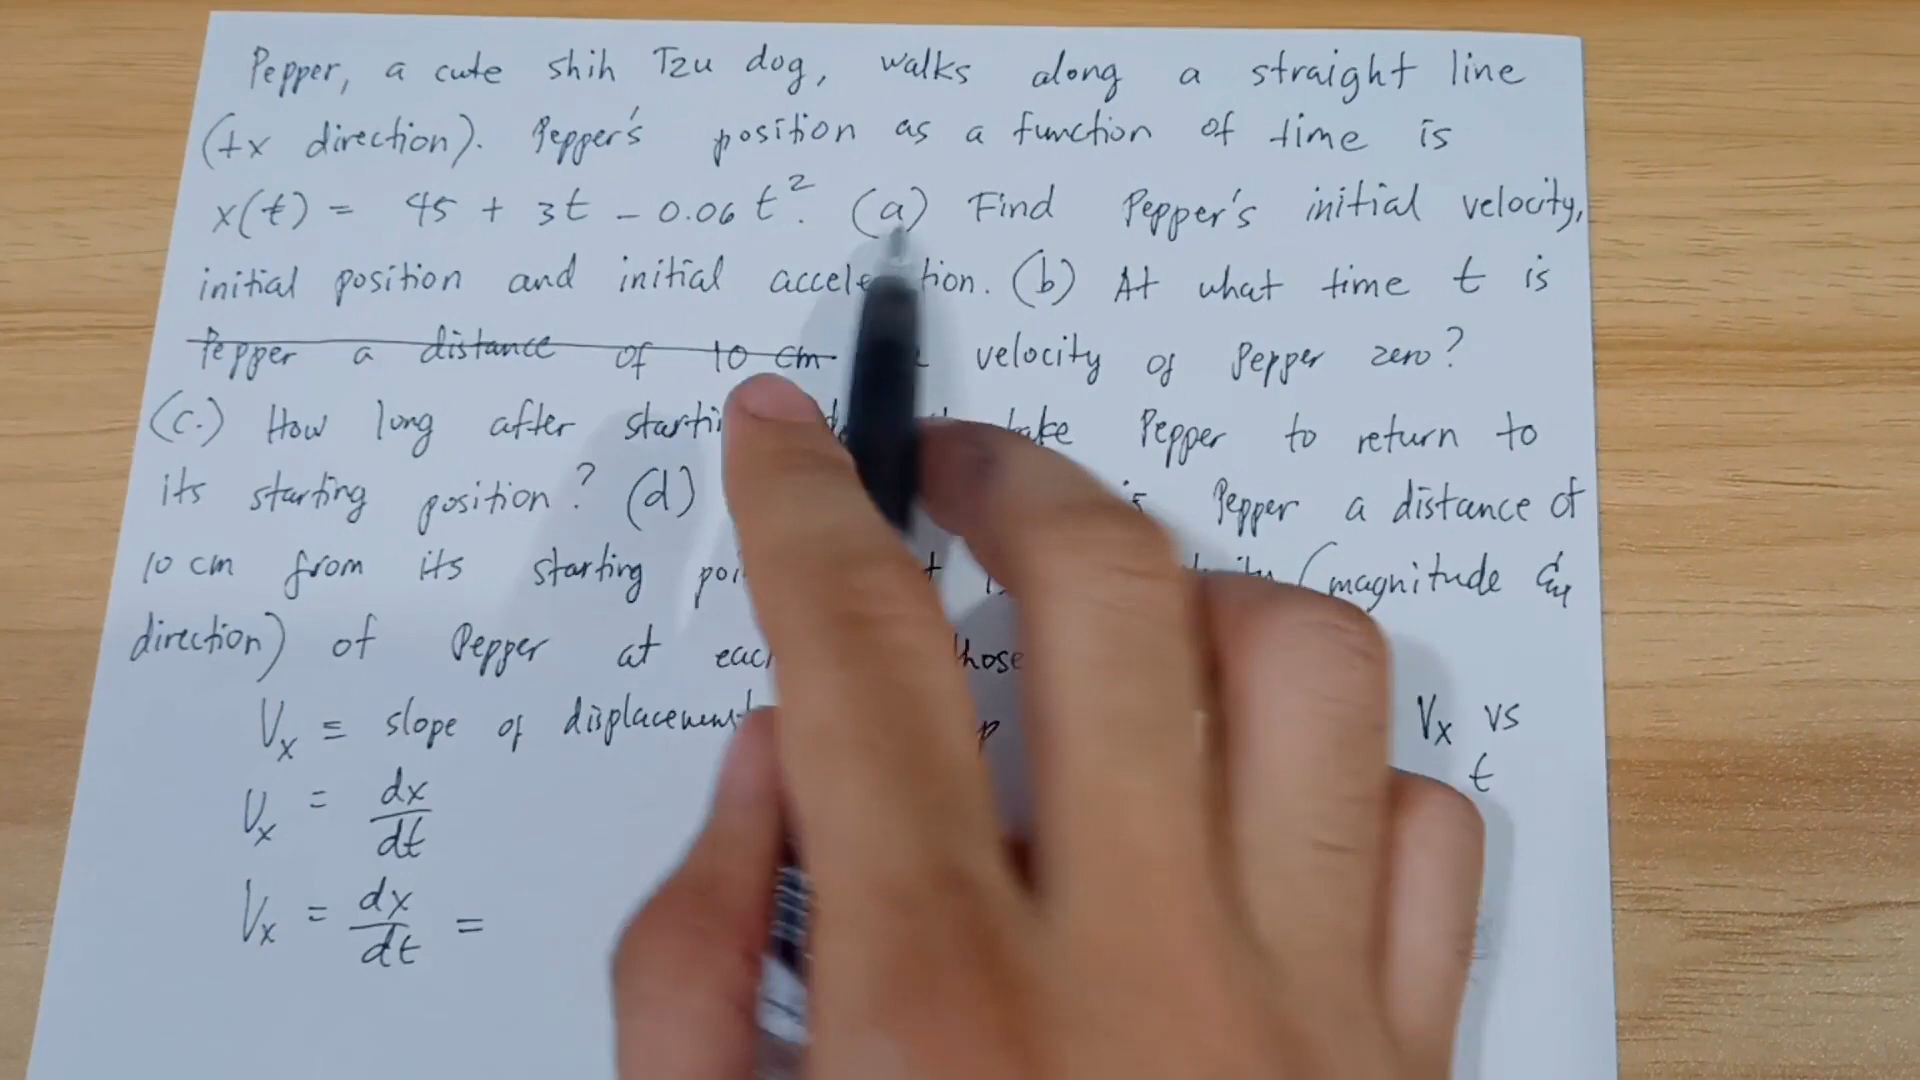 Pepper, a cute shih Tzu dog, walks along a straight line
(+x direction). Pepper's position as a function of time is
x(t) = 45 + 3t - 0.06 t². (a) Find Pepper's initial velocity,
initial position and initial acceleration. (b) At what time t is
Pepper a distance of 10 cm velocity of Pepper zero?
(c.) How long after take Pepper to return to
its starting position? (d) Pepper a distance of
10 cm from its starting (magnitude &
direction) of Pepper at each
Vx ≡ slope of displacement Vx vs
t
Vx = dx/dt
Vx = dx/dt =